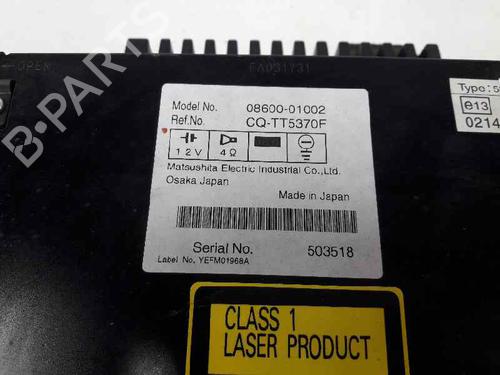 OPEN
EA031731
Model No. 08600-01002
Ref.No. CQ-TT5370F
12V 4Ω
Matsushita Electric Industrial Co.,Ltd.
Osaka Japan
Made in Japan
Serial No. 503518
Label No. YEFM01968A
Type:
e13
0214
CLASS 1
LASER PRODUCT
B-PARTS